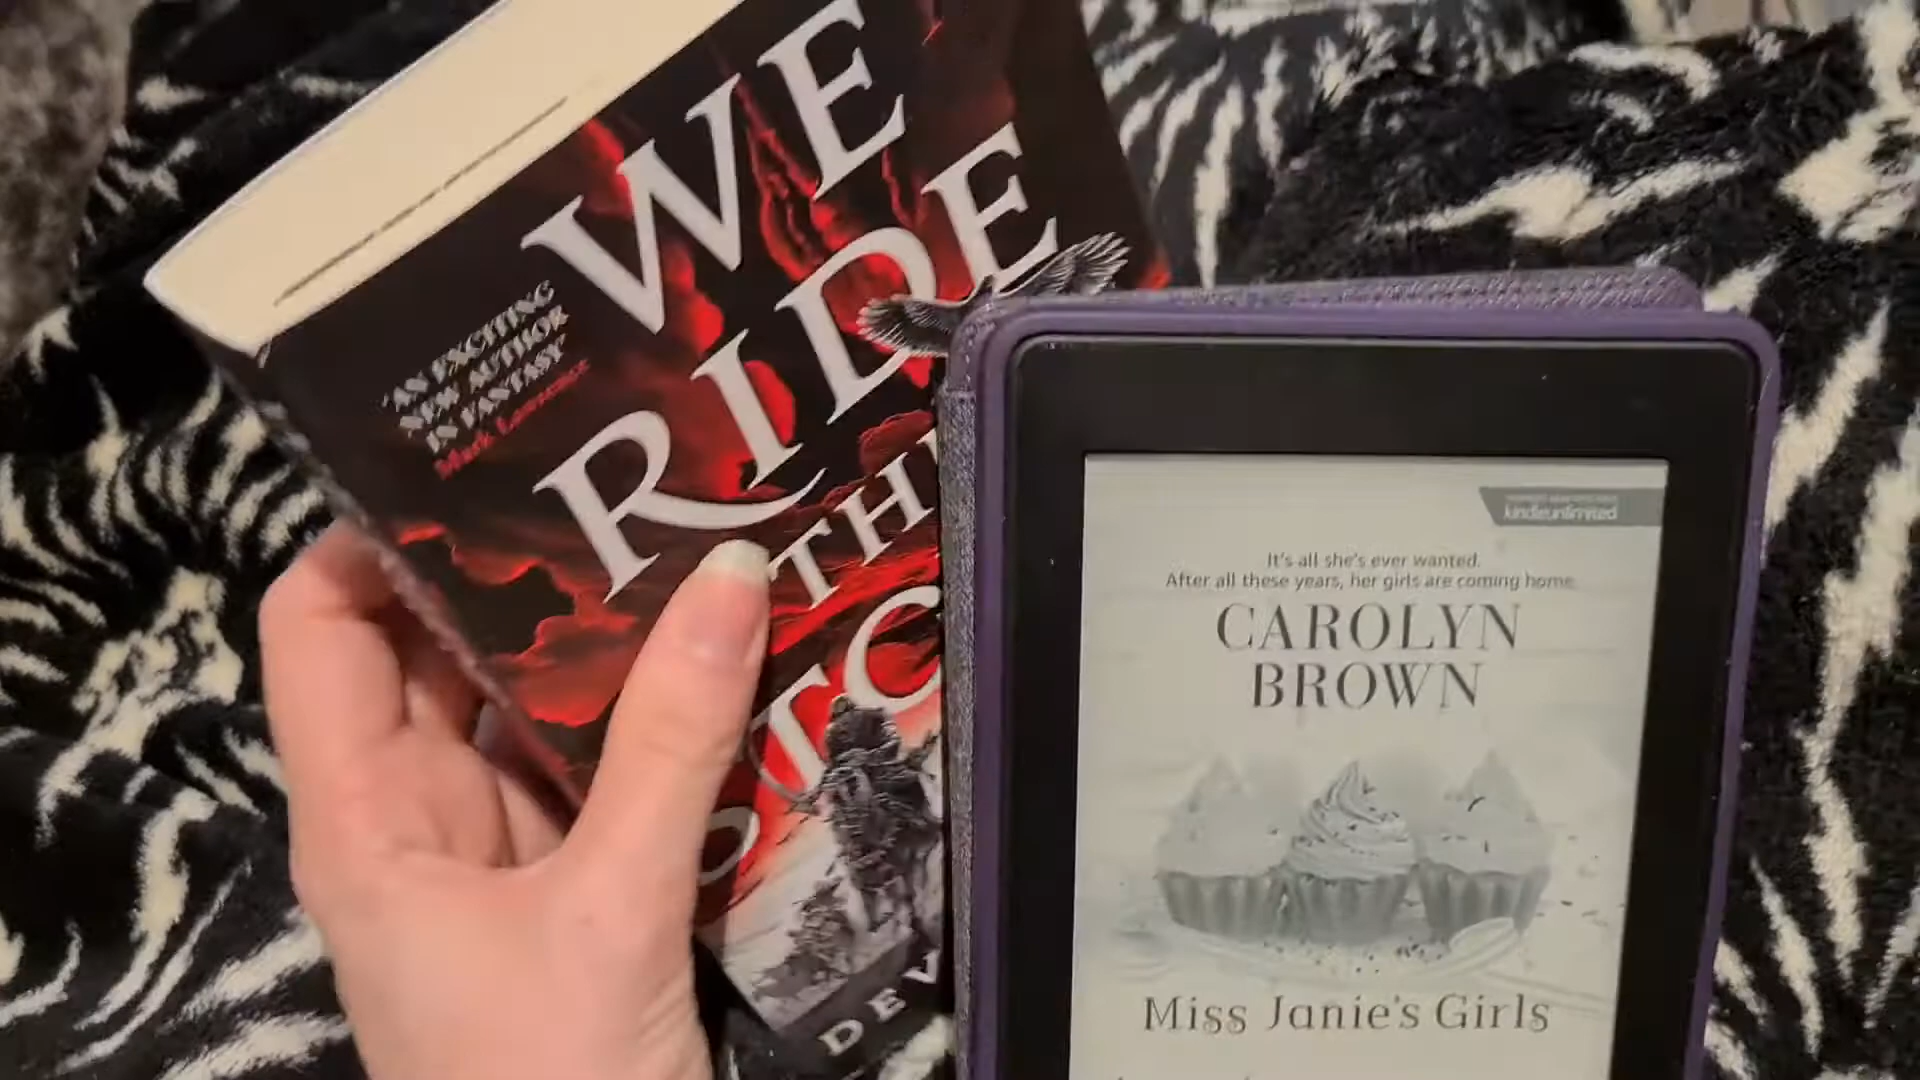 WE
RIDE
THE
'AN EXCITING
NEW AUTHOR
IN FANTASY'
Mark Lawrence
DEV
kindleunlimited
It's all she's ever wanted.
After all these years, her girls are coming home.
CAROLYN
BROWN
Miss Janie's Girls